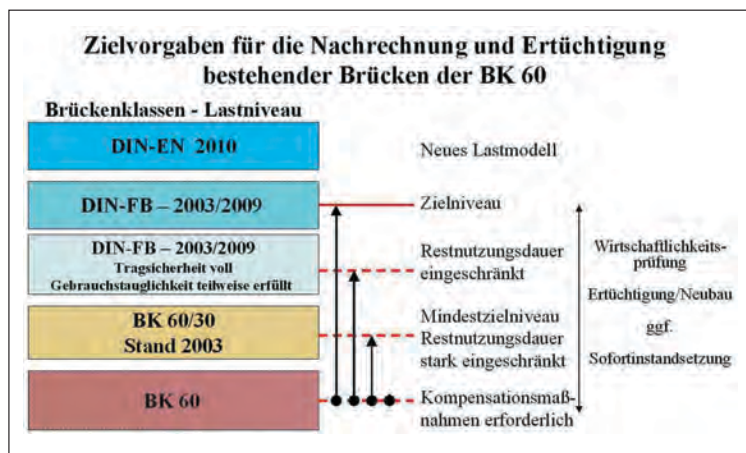 Zielvorgaben für die Nachrechnung und Ertüchtigung
bestehender Brücken der BK 60
Brückenklassen - Lastniveau
DIN-EN 2010
Neues Lastmodell
DIN-FB – 2003/2009
Zielniveau
DIN-FB – 2003/2009
Tragsicherheit voll
Gebrauchstauglichkeit teilweise erfüllt
Restnutzungsdauer
eingeschränkt
BK 60/30
Stand 2003
Mindestzielniveau
Restnutzungsdauer
stark eingeschränkt
BK 60
Kompensationsmaß-
nahmen erforderlich
Wirtschaftlichkeits-
prüfung
Ertüchtigung/Neubau
ggf.
Sofortinstandsetzung